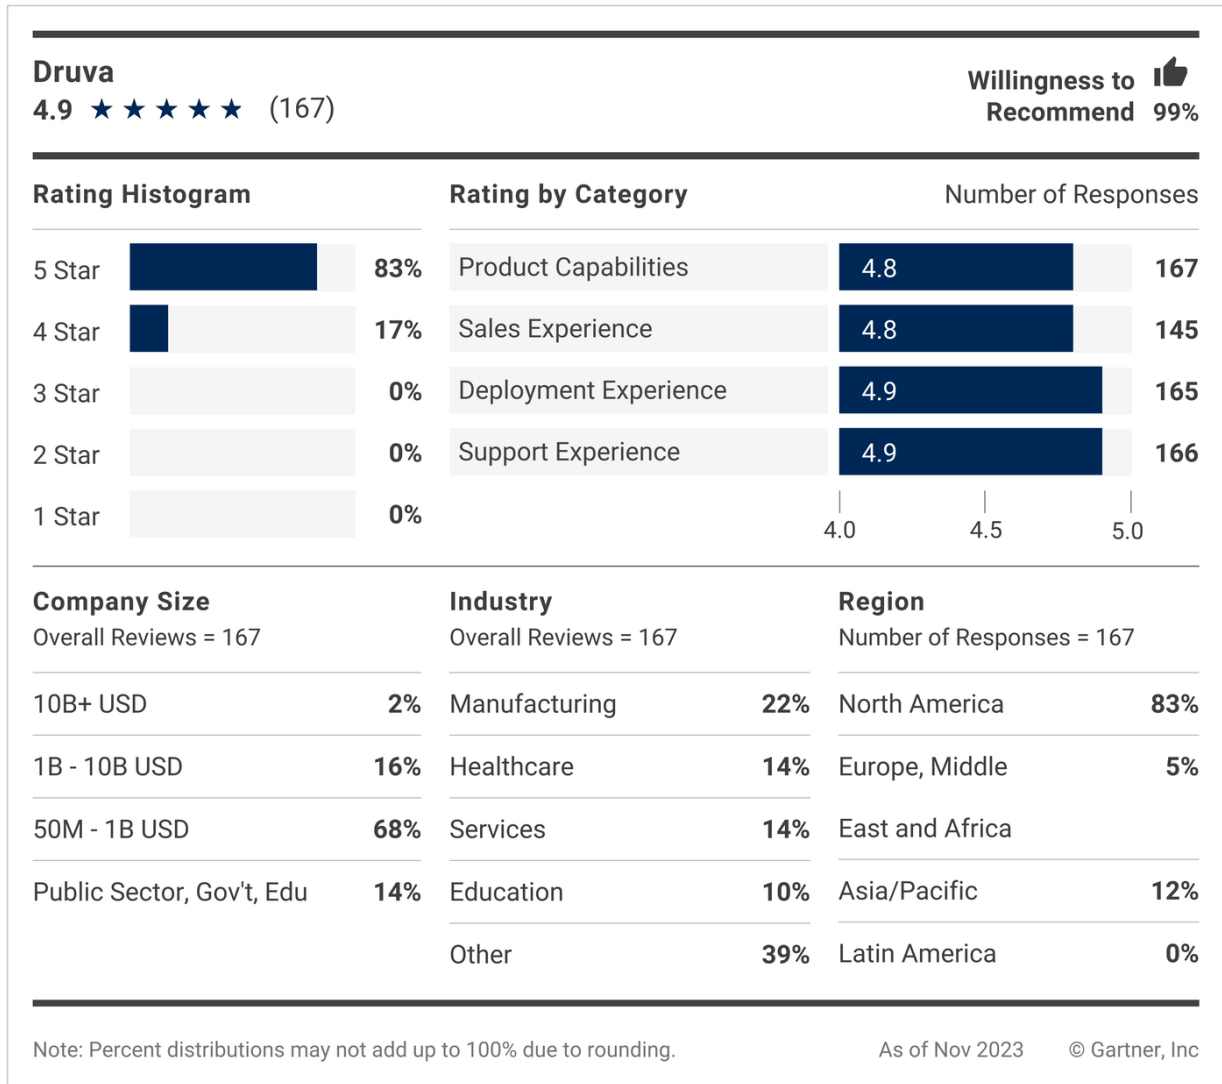 Druva
4.9 ★ ★ ★ ★ ★ (167)
Willingness to
Recommend 99%
Rating Histogram
5 Star 83%
4 Star 17%
3 Star 0%
2 Star 0%
1 Star 0%
Rating by Category Number of Responses
Product Capabilities 4.8 167
Sales Experience 4.8 145
Deployment Experience 4.9 165
Support Experience 4.9 166
4.0 4.5 5.0
Company Size
Overall Reviews = 167
10B+ USD 2%
1B - 10B USD 16%
50M - 1B USD 68%
Public Sector, Gov't, Edu 14%
Industry
Overall Reviews = 167
Manufacturing 22%
Healthcare 14%
Services 14%
Education 10%
Other 39%
Region
Number of Responses = 167
North America 83%
Europe, Middle 5%
East and Africa
Asia/Pacific 12%
Latin America 0%
Note: Percent distributions may not add up to 100% due to rounding. As of Nov 2023 © Gartner, Inc